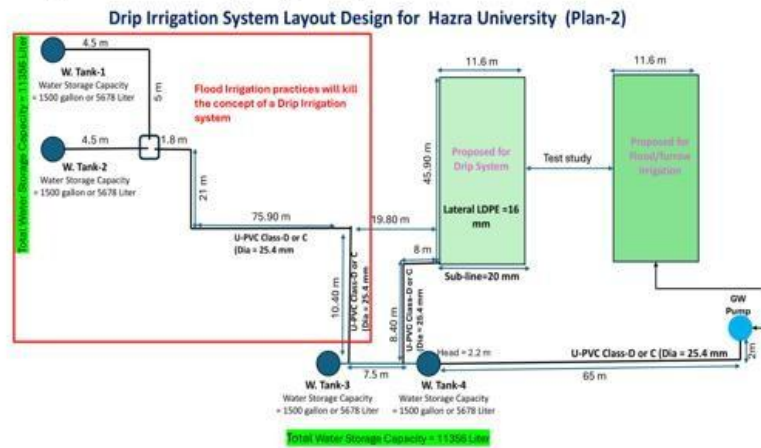 Drip Irrigation System Layout Design for Hazra University (Plan-2)
Total Water Storage Capacity = 11356 Liter
4.5 m
W. Tank-1
Water Storage Capacity
= 1500 gallon or 5678 Liter
5 m
4.5 m
1.8 m
W. Tank-2
Water Storage Capacity
= 1500 gallon or 5678 Liter
Flood Irrigation practices will kill
the concept of a Drip Irrigation
system
21 m
75.90 m
U-PVC Class-D or C
(Dia = 25.4 mm
10.40 m
U-PVC Class-D or C
(Dia = 25.4 mm
19.80 m
11.6 m
45.90 m
Proposed for
Drip System
Lateral LDPE =16
mm
Test study
11.6 m
Proposed for
Flood/furrow
Irrigation
8 m
Sub-line=20 mm
8.40 m
U-PVC Class-D or C
(Dia = 25.4 mm
GW
Pump
2m
Head = 2.2 m
U-PVC Class-D or C (Dia = 25.4 mm
65 m
7.5 m
W. Tank-3
Water Storage Capacity
= 1500 gallon or 5678 Liter
W. Tank-4
Water Storage Capacity
= 1500 gallon or 5678 Liter
Total Water Storage Capacity = 11356 Liter